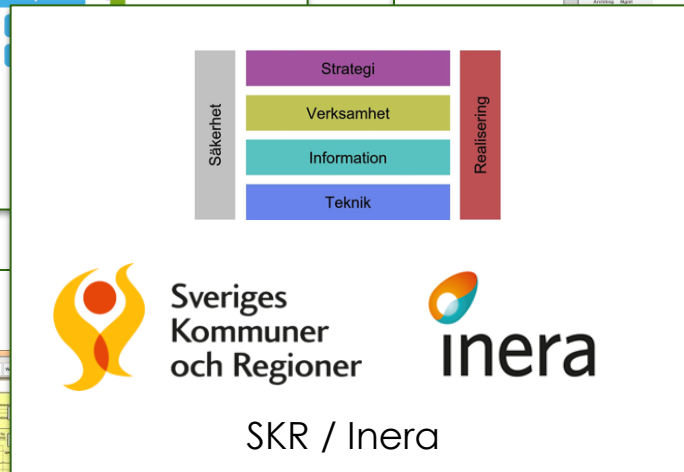 Säkerhet
Strategi
Verksamhet
Information
Teknik
Realisering
Sveriges
Kommuner
och Regioner
inera
SKR / Inera